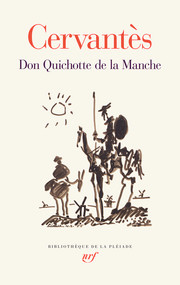 Cervantès
Don Quichotte de la Manche
BIBLIOTHÈQUE DE LA PLÉIADE
nrf